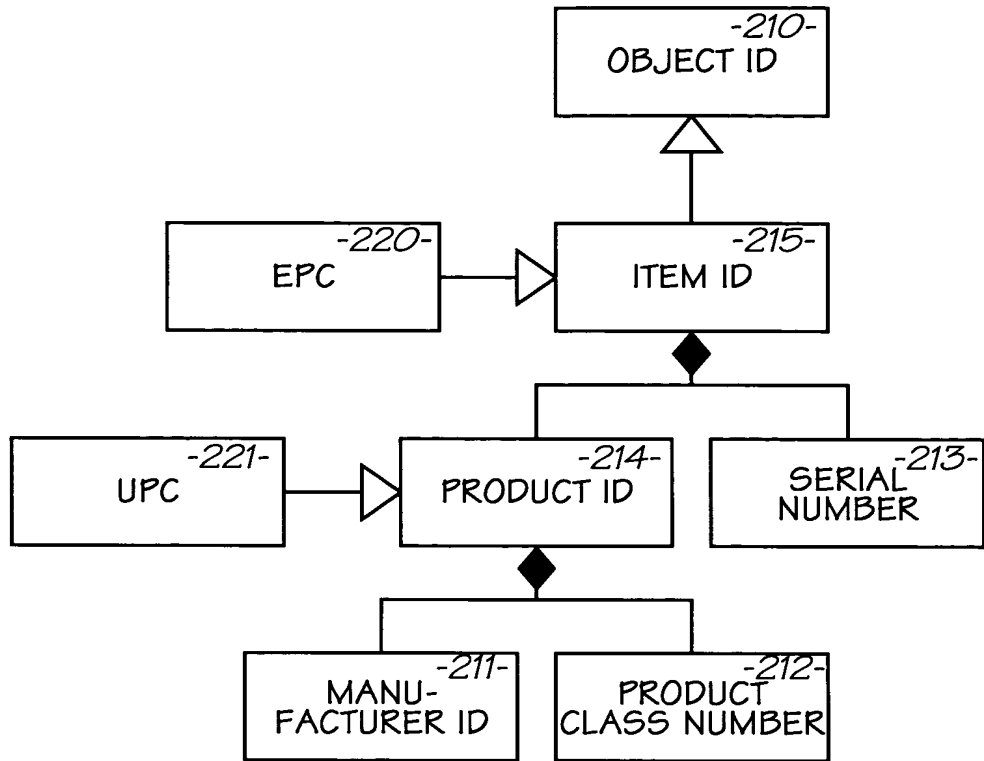 -210-
OBJECT ID
-220-
EPC
-215-
ITEM ID
-221-
UPC
-214-
PRODUCT ID
-213-
SERIAL
NUMBER
-211-
MANU-
FACTURER ID
-212-
PRODUCT
CLASS NUMBER